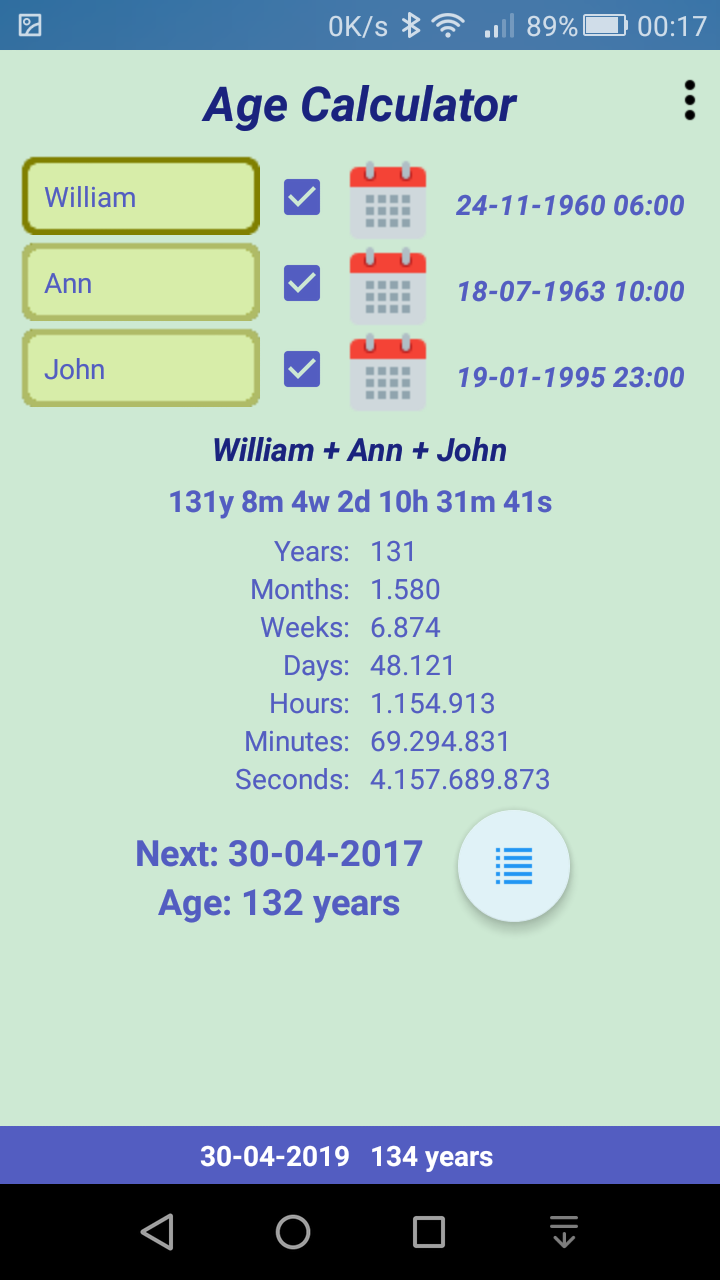 0K/s 89% 00:17
Age Calculator
William 24-11-1960 06:00
Ann 18-07-1963 10:00
John 19-01-1995 23:00
William + Ann + John
131y 8m 4w 2d 10h 31m 41s
Years: 131
Months: 1.580
Weeks: 6.874
Days: 48.121
Hours: 1.154.913
Minutes: 69.294.831
Seconds: 4.157.689.873
Next: 30-04-2017
Age: 132 years
30-04-2019 134 years